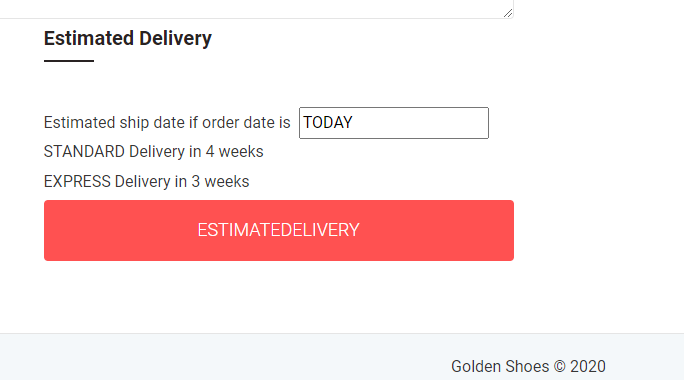 Estimated Delivery
Estimated ship date if order date is TODAY
STANDARD Delivery in 4 weeks
EXPRESS Delivery in 3 weeks
ESTIMATEDELIVERY
Golden Shoes © 2020